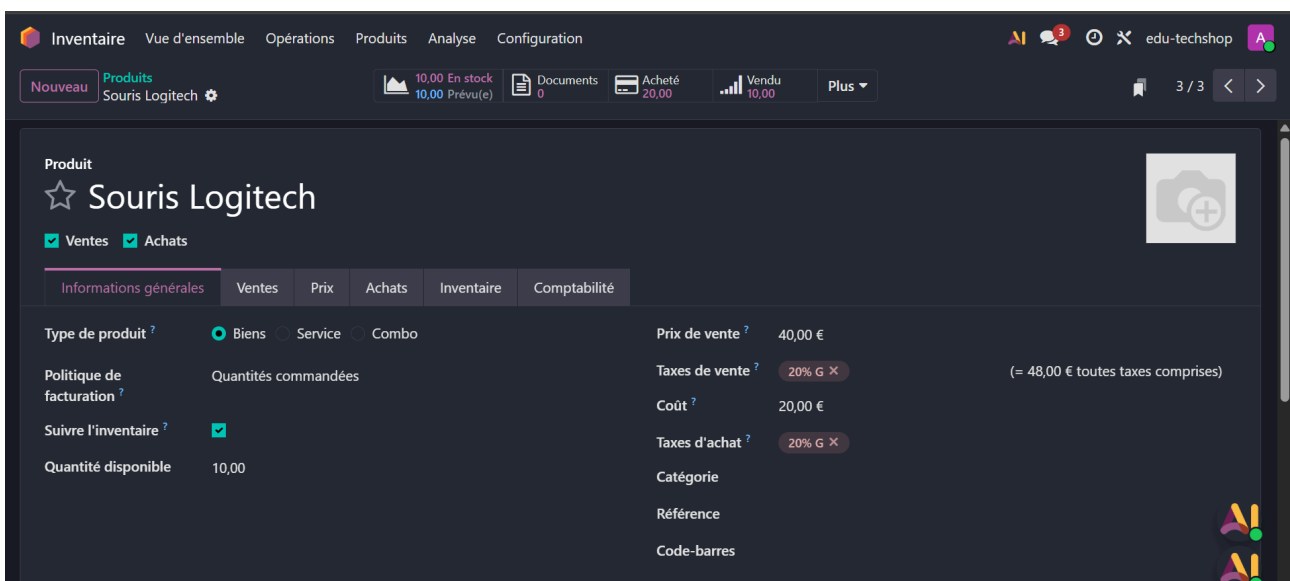 Inventaire Vue d'ensemble Opérations Produits Analyse Configuration AI 3 edu-techshop A
Nouveau Produits 10,00 En stock Documents Acheté Vendu Plus 3 / 3
Souris Logitech 10,00 Prévu(e) 0 20,00 10,00
Produit
Souris Logitech
Ventes Achats
Informations générales Ventes Prix Achats Inventaire Comptabilité
Type de produit ? Biens Service Combo Prix de vente ? 40,00 €
Politique de facturation ? Quantités commandées Taxes de vente ? 20% G × (= 48,00 € toutes taxes comprises)
Coût ? 20,00 €
Suivre l'inventaire ? Taxes d'achat ? 20% G ×
Quantité disponible 10,00 Catégorie
Référence
Code-barres
AI
AI